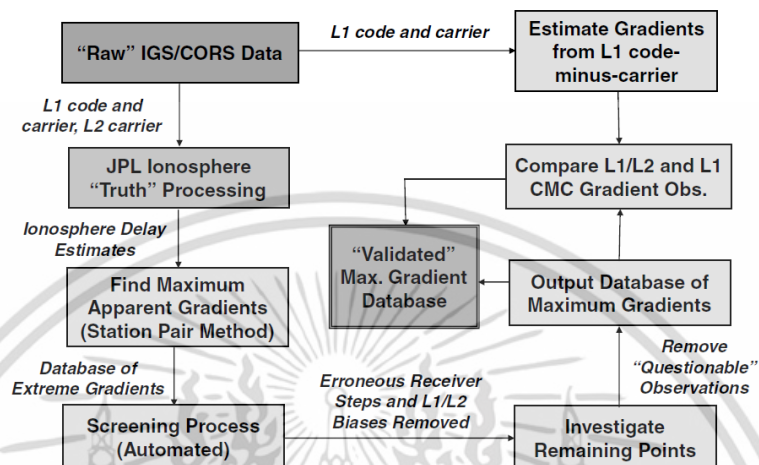 "Raw" IGS/CORS Data
L1 code and carrier
Estimate Gradients
from L1 code-
minus-carrier
L1 code and
carrier, L2 carrier
JPL Ionosphere
"Truth" Processing
Compare L1/L2 and L1
CMC Gradient Obs.
Ionosphere Delay
Estimates
"Validated"
Max. Gradient
Database
Find Maximum
Apparent Gradients
(Station Pair Method)
Output Database of
Maximum Gradients
Database of
Extreme Gradients
Erroneous Receiver
Steps and L1/L2
Biases Removed
Remove
"Questionable"
Observations
Screening Process
(Automated)
Investigate
Remaining Points